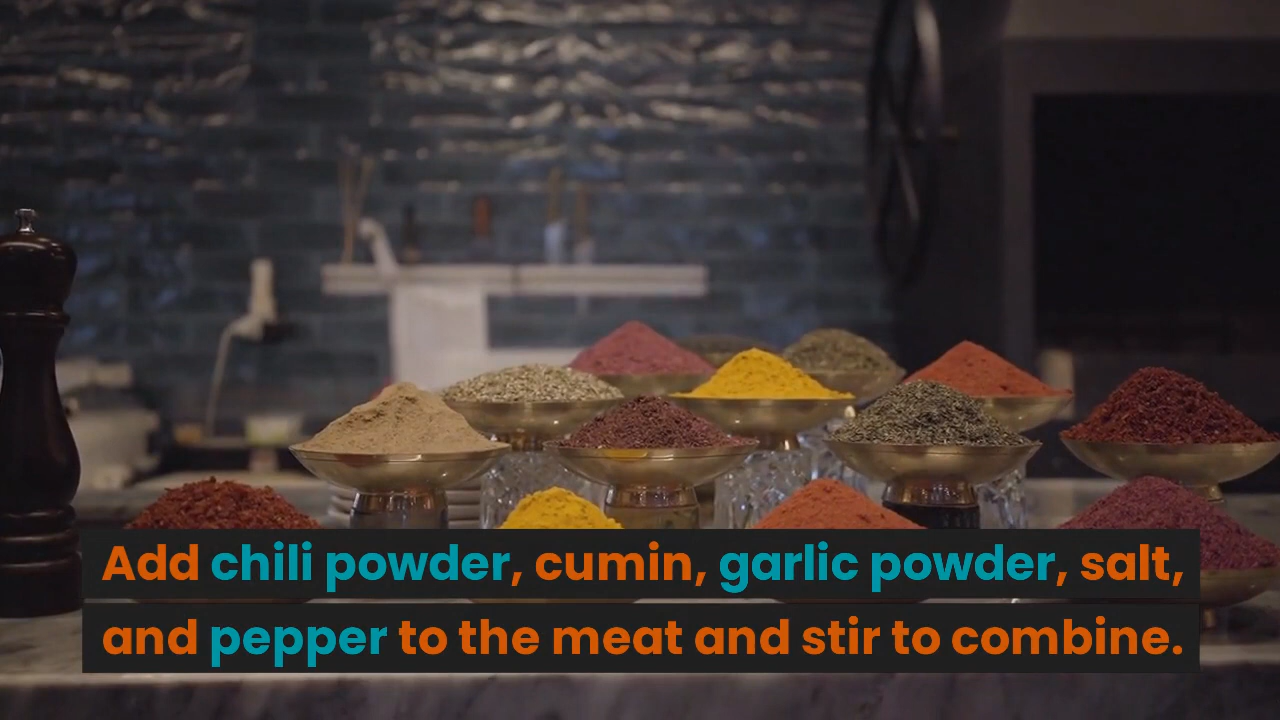 Add chili powder, cumin, garlic powder, salt,
and pepper to the meat and stir to combine.